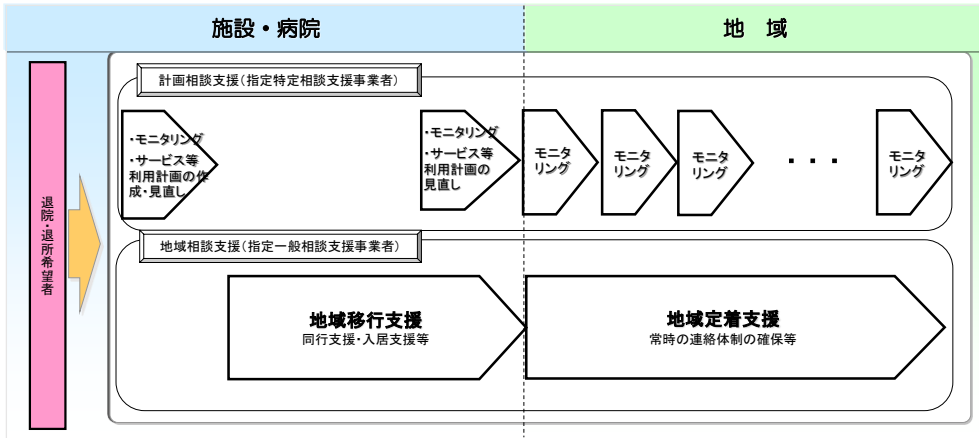 施設・病院
地　域
計画相談支援(指定特定相談支援事業者)
・モニタリング
・サービス等
利用計画の作
成・見直し
・モニタリング
・サービス等
利用計画の
見直し
モニタ
リング
モニタ
リング
モニタ
リング
・・・
モニタ
リング
退院・退所希望者
地域相談支援(指定一般相談支援事業者)
地域移行支援
同行支援・入居支援等
地域定着支援
常時の連絡体制の確保等